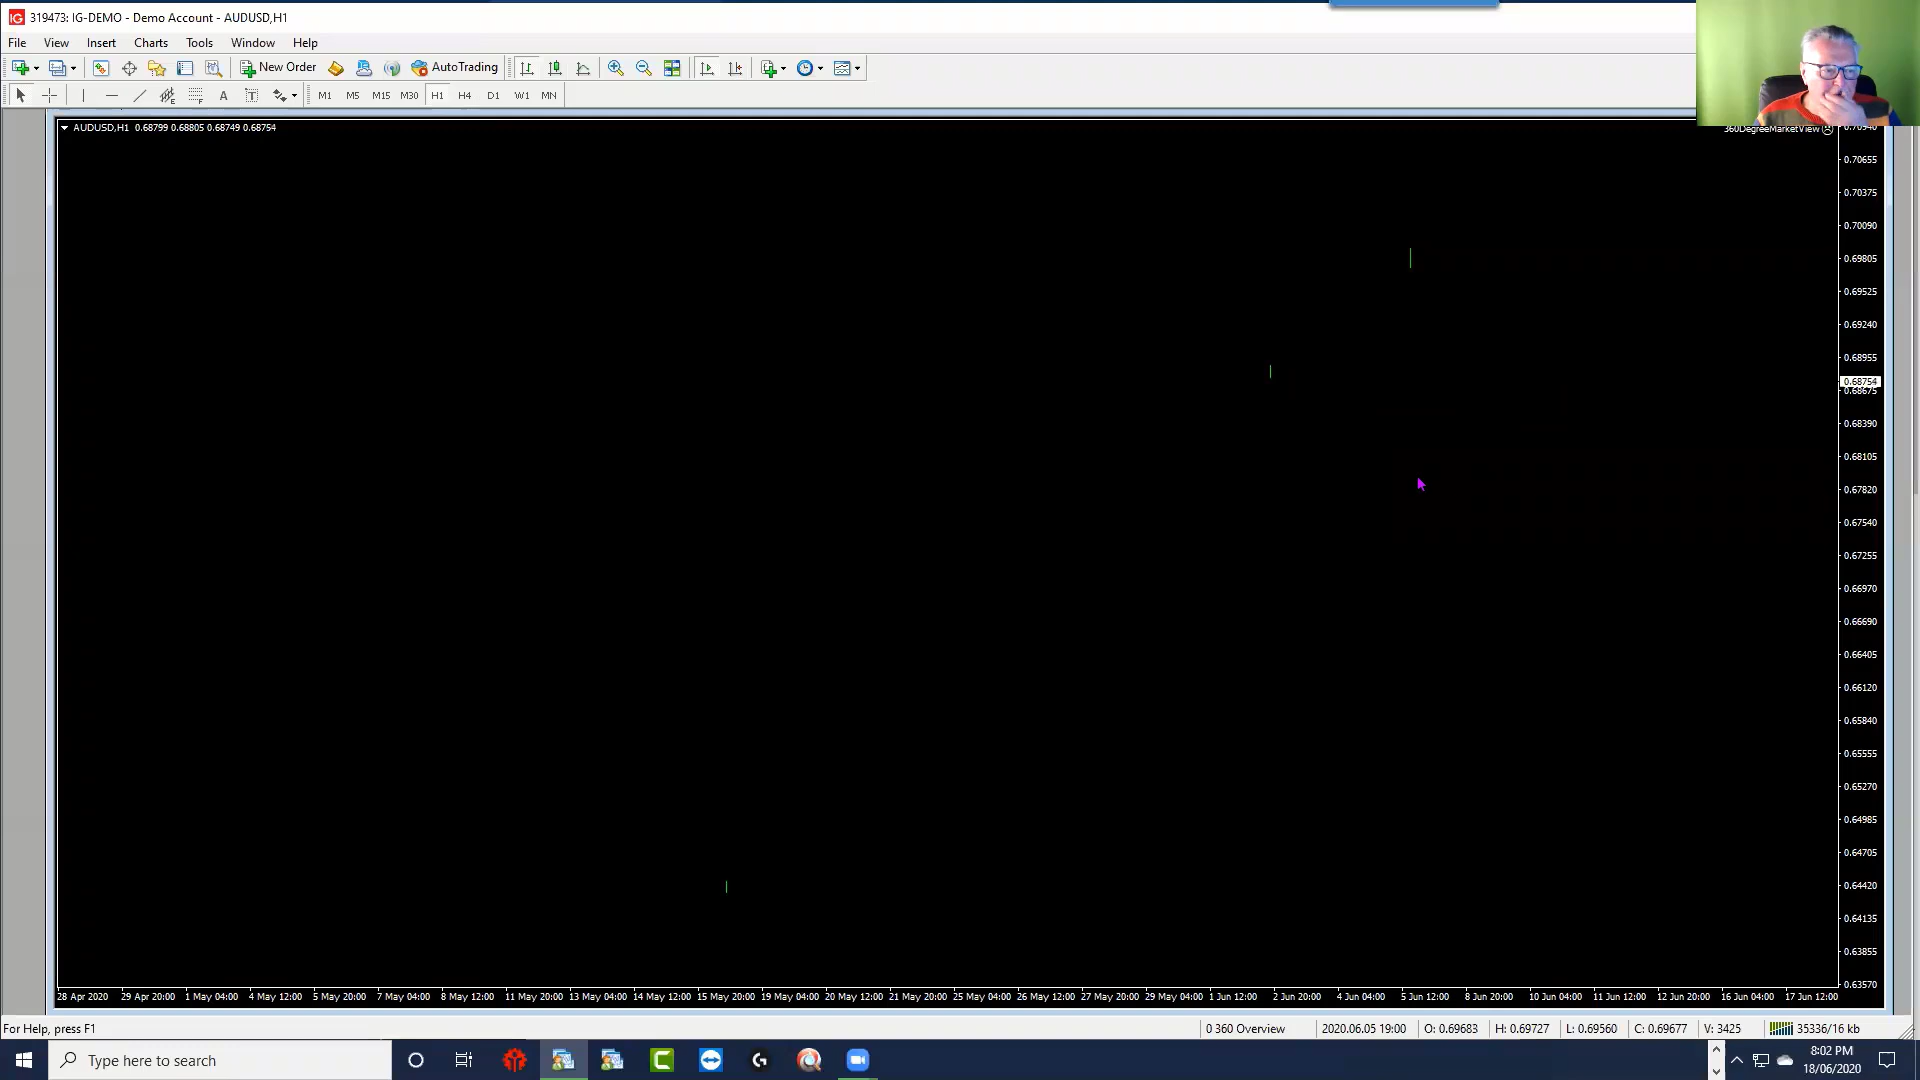 319473: IG-DEMO - Demo Account - AUDUSD,H1
File View Insert Charts Tools Window Help
New Order AutoTrading
A T M1 M5 M15 M30 H1 H4 D1 W1 MN
AUDUSD,H1 0.68799 0.68805 0.68749 0.68754
360DegreeMarketView
0.70940
0.70655
0.70375
0.70090
0.69805
0.69525
0.69240
0.68955
0.68754
0.68675
0.68390
0.68105
0.67820
0.67540
0.67255
0.66970
0.66690
0.66405
0.66120
0.65840
0.65555
0.65270
0.64985
0.64705
0.64420
0.64135
0.63855
0.63570
28 Apr 2020 29 Apr 20:00 1 May 04:00 4 May 12:00 5 May 20:00 7 May 04:00 8 May 12:00 11 May 20:00 13 May 04:00 14 May 12:00 15 May 20:00 19 May 04:00 20 May 12:00 21 May 20:00 25 May 04:00 26 May 12:00 27 May 20:00 29 May 04:00 1 Jun 12:00 2 Jun 20:00 4 Jun 04:00 5 Jun 12:00 8 Jun 20:00 10 Jun 04:00 11 Jun 12:00 12 Jun 20:00 16 Jun 04:00 17 Jun 12:00
For Help, press F1 0 360 Overview 2020.06.05 19:00 O: 0.69683 H: 0.69727 L: 0.69560 C: 0.69677 V: 3425 35336/16 kb
Type here to search
8:02 PM
18/06/2020